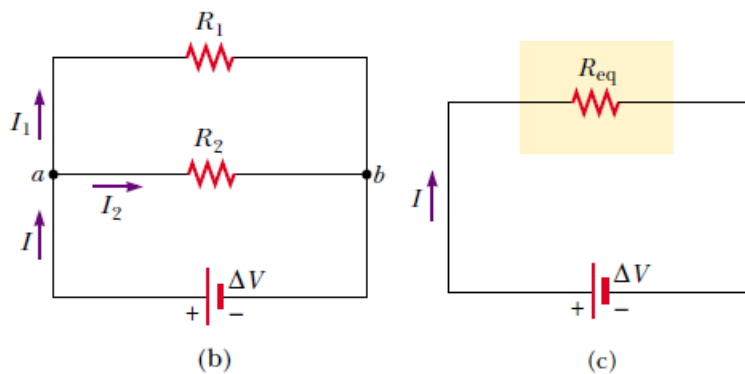 R1
I1
R2
a
b
I2
I
ΔV
+ −
(b)
Req
I
ΔV
+ −
(c)